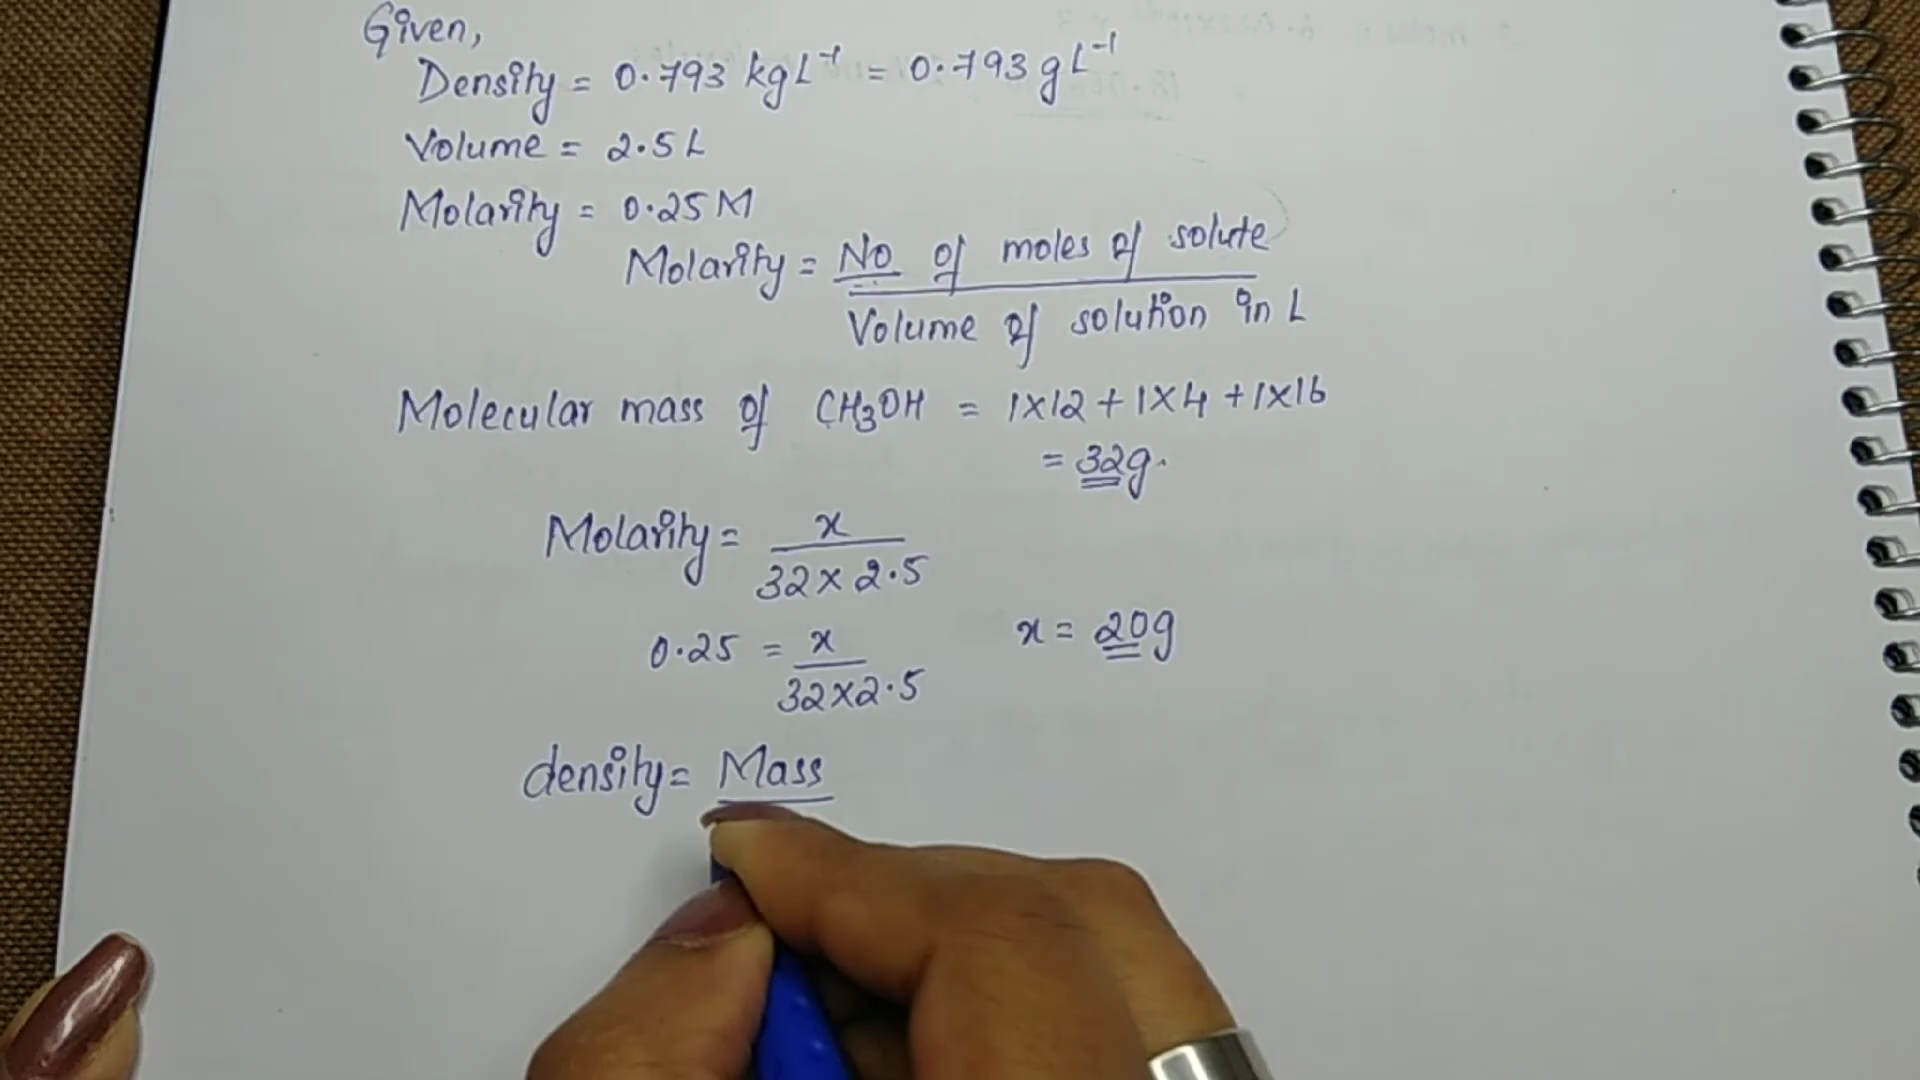 Given,
Density = 0.793 kg L⁻¹ = 0.793 g L⁻¹
Volume = 2.5 L
Molarity = 0.25 M
Molarity = No of moles of solute
Volume of solution in L
Molecular mass of CH₃OH = 1×12 + 1×4 + 1×16
= 32g.
Molarity = x
32 × 2.5
0.25 = x
32×2.5
x = 20g
density = Mass